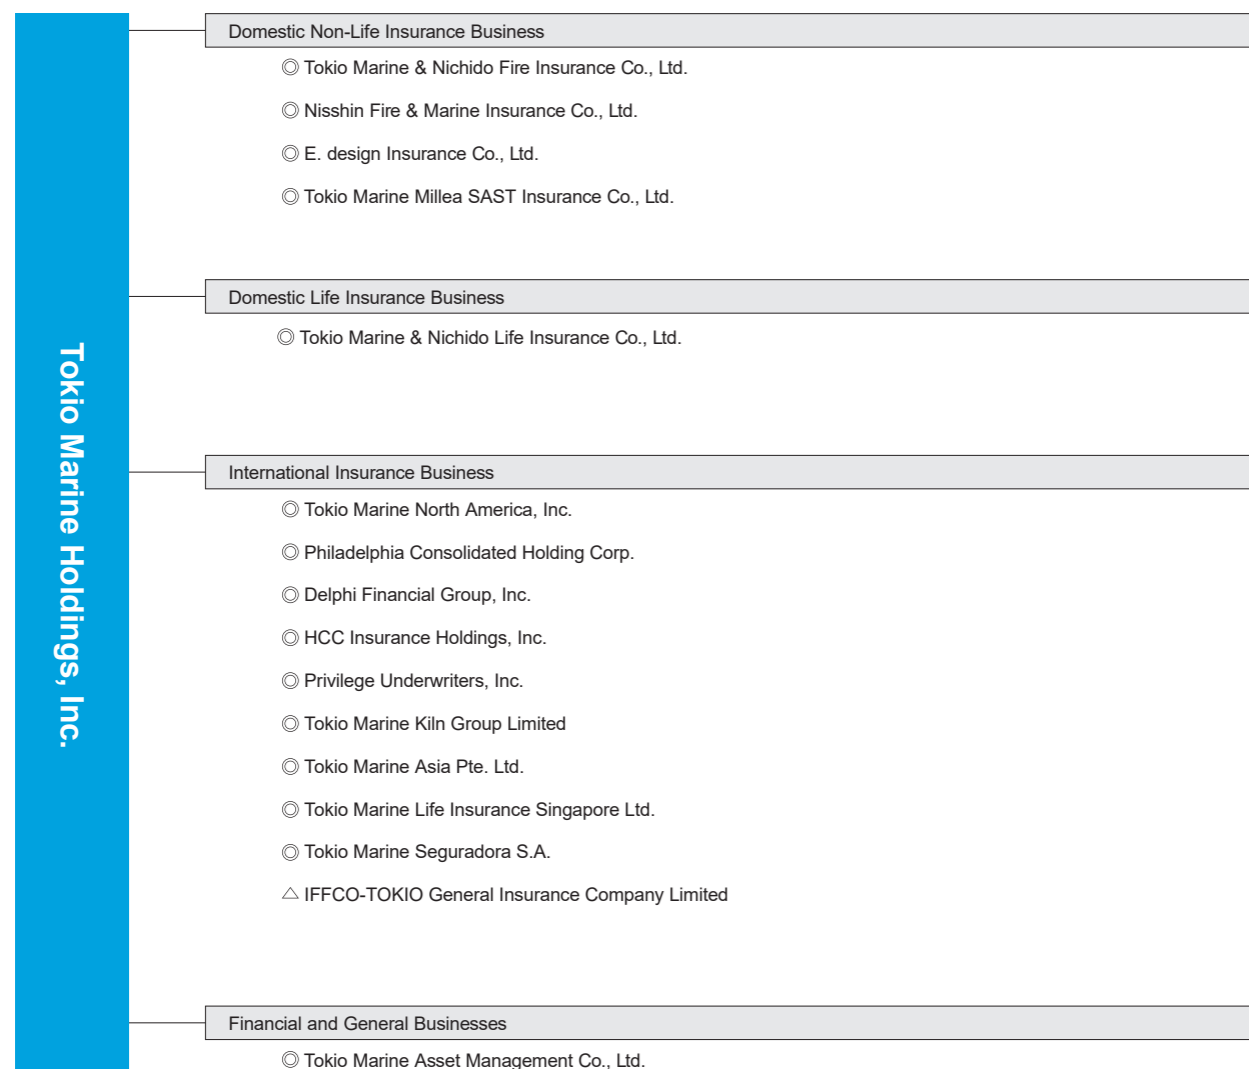 Tokio Marine Holdings, Inc.
Domestic Non-Life Insurance Business
◎ Tokio Marine & Nichido Fire Insurance Co., Ltd.
◎ Nisshin Fire & Marine Insurance Co., Ltd.
◎ E. design Insurance Co., Ltd.
◎ Tokio Marine Millea SAST Insurance Co., Ltd.
Domestic Life Insurance Business
◎ Tokio Marine & Nichido Life Insurance Co., Ltd.
International Insurance Business
◎ Tokio Marine North America, Inc.
◎ Philadelphia Consolidated Holding Corp.
◎ Delphi Financial Group, Inc.
◎ HCC Insurance Holdings, Inc.
◎ Privilege Underwriters, Inc.
◎ Tokio Marine Kiln Group Limited
◎ Tokio Marine Asia Pte. Ltd.
◎ Tokio Marine Life Insurance Singapore Ltd.
◎ Tokio Marine Seguradora S.A.
△ IFFCO-TOKIO General Insurance Company Limited
Financial and General Businesses
◎ Tokio Marine Asset Management Co., Ltd.